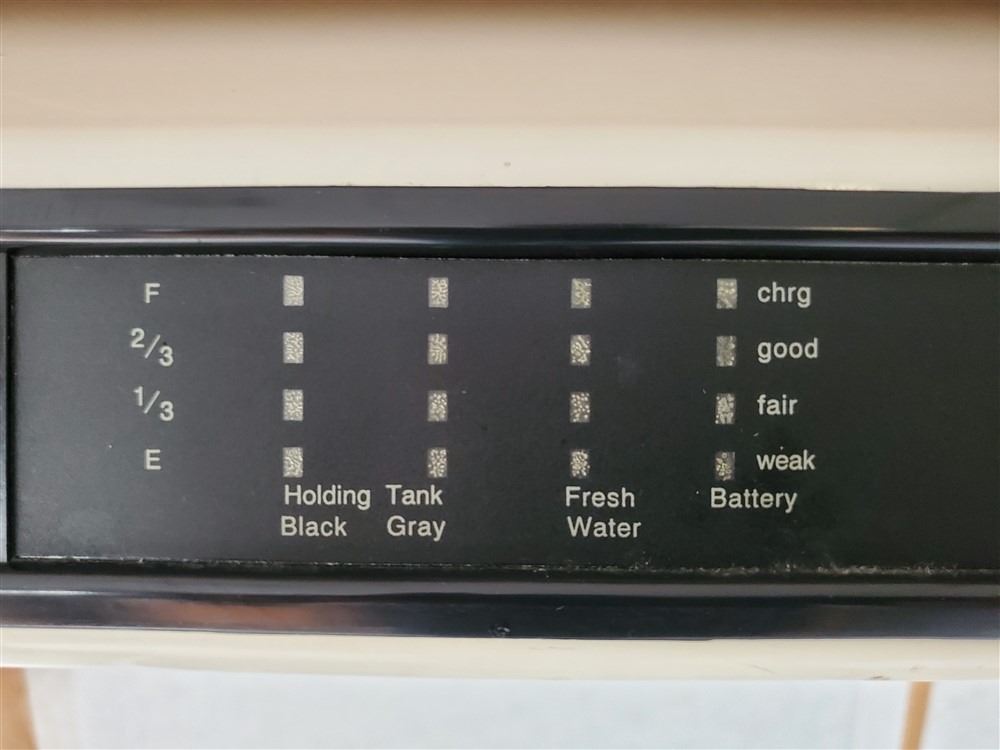 F chrg
2/3 good
1/3 fair
E weak
Holding Tank Fresh Battery
Black Gray Water